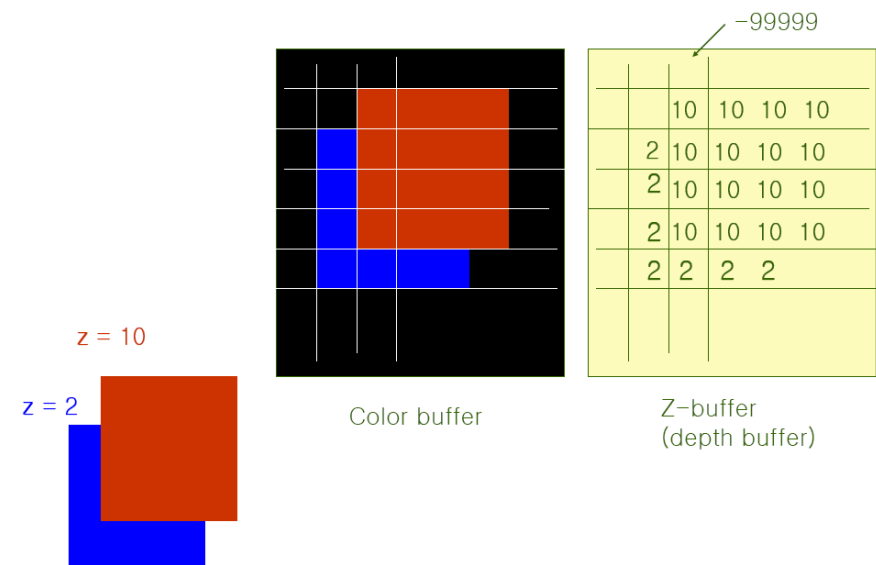 -99999
10 10 10 10
2 10 10 10 10
2 10 10 10 10
2 10 10 10 10
2 2 2 2
z = 10
z = 2
Color buffer
Z-buffer
(depth buffer)